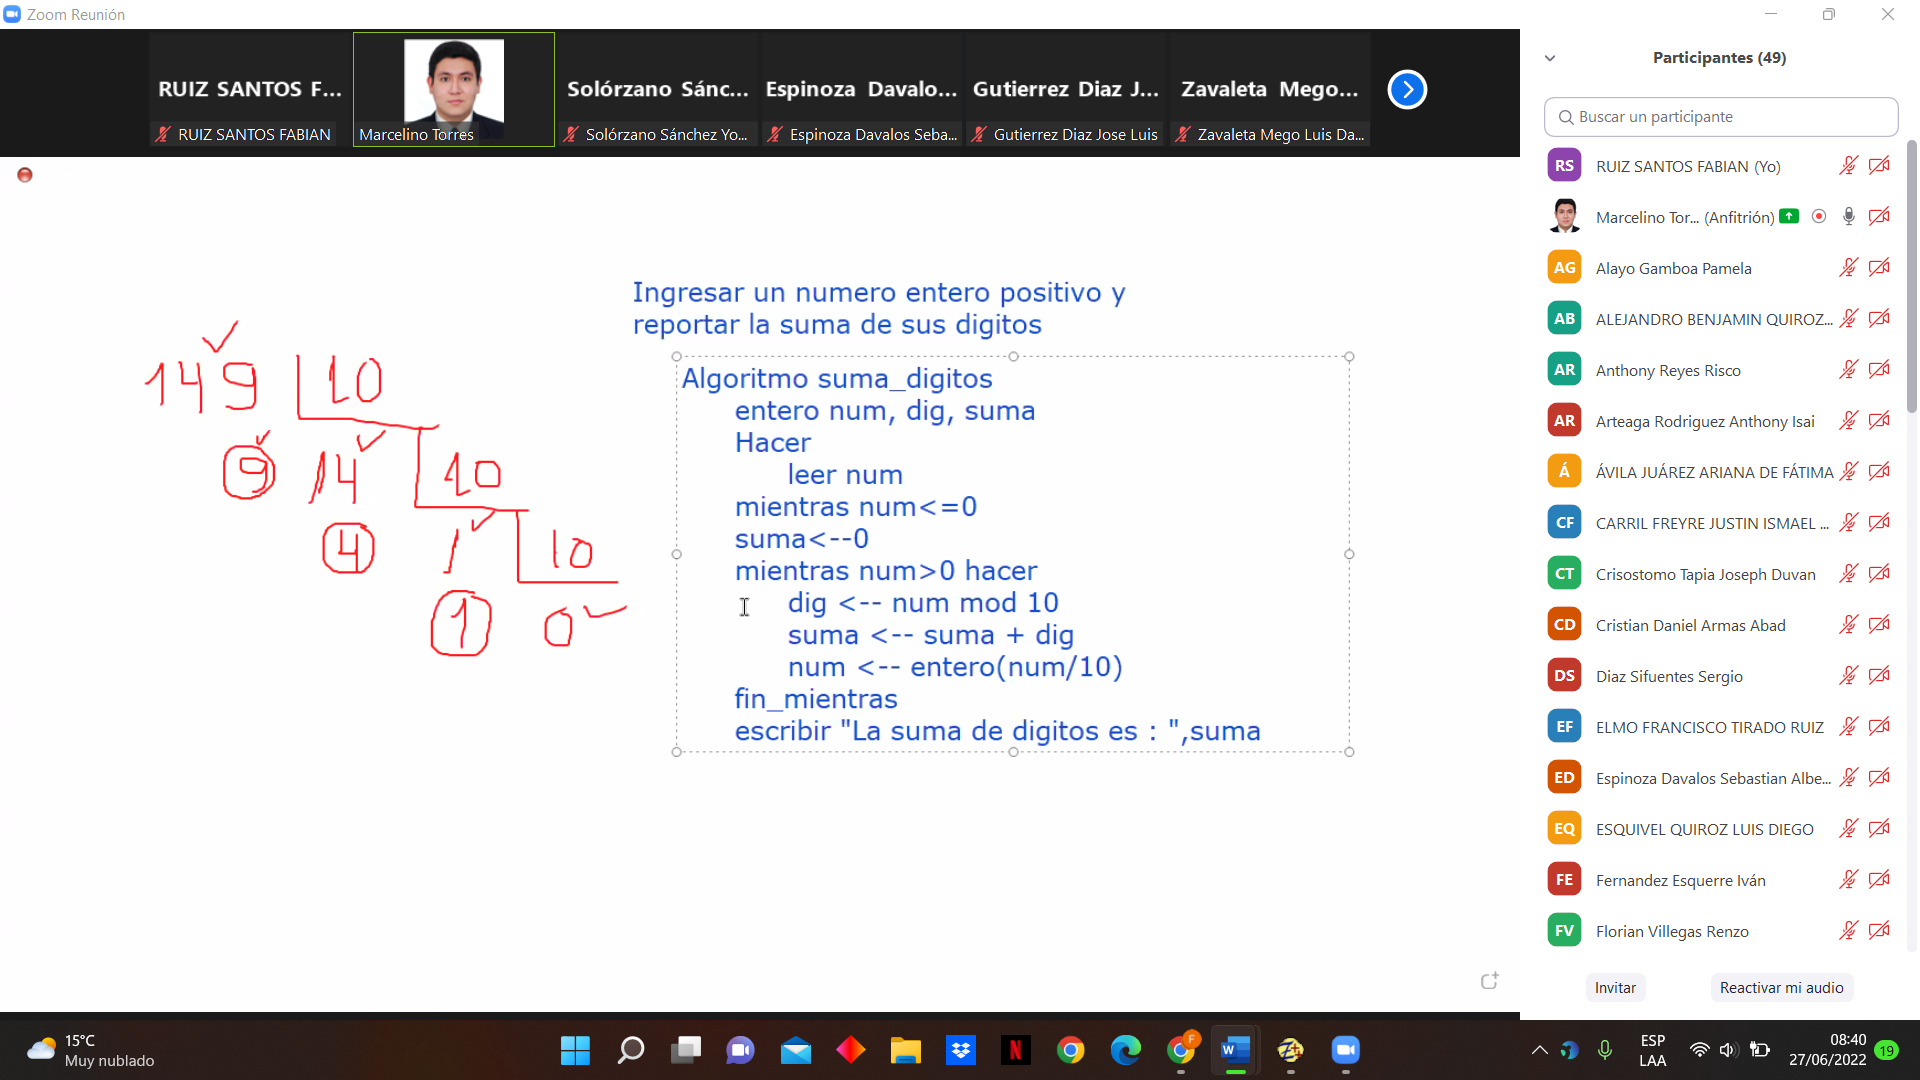 Zoom Reunión
RUIZ SANTOS F...
Solórzano Sánc...
Espinoza Davalo...
Gutierrez Diaz J...
Zavaleta Mego...
RUIZ SANTOS FABIAN
Marcelino Torres
Solórzano Sánchez Yo...
Espinoza Davalos Seba...
Gutierrez Diaz Jose Luis
Zavaleta Mego Luis Da...
Ingresar un numero entero positivo y
reportar la suma de sus digitos
149 10
9 14 10
4 1 10
1 0
Algoritmo suma_digitos
entero num, dig, suma
Hacer
leer num
mientras num<=0
suma<--0
mientras num>0 hacer
dig <-- num mod 10
suma <-- suma + dig
num <-- entero(num/10)
fin_mientras
escribir "La suma de digitos es : ",suma
Participantes (49)
Buscar un participante
RS RUIZ SANTOS FABIAN (Yo)
Marcelino Tor... (Anfitrión)
AG Alayo Gamboa Pamela
AB ALEJANDRO BENJAMIN QUIROZ...
AR Anthony Reyes Risco
AR Arteaga Rodriguez Anthony Isai
Á ÁVILA JUÁREZ ARIANA DE FÁTIMA
CF CARRIL FREYRE JUSTIN ISMAEL ...
CT Crisostomo Tapia Joseph Duvan
CD Cristian Daniel Armas Abad
DS Diaz Sifuentes Sergio
EF ELMO FRANCISCO TIRADO RUIZ
ED Espinoza Davalos Sebastian Albe...
EQ ESQUIVEL QUIROZ LUIS DIEGO
FE Fernandez Esquerre Iván
FV Florian Villegas Renzo
Invitar
Reactivar mi audio
15°C
Muy nublado
N
F
W
ESP
LAA
08:40
27/06/2022
19